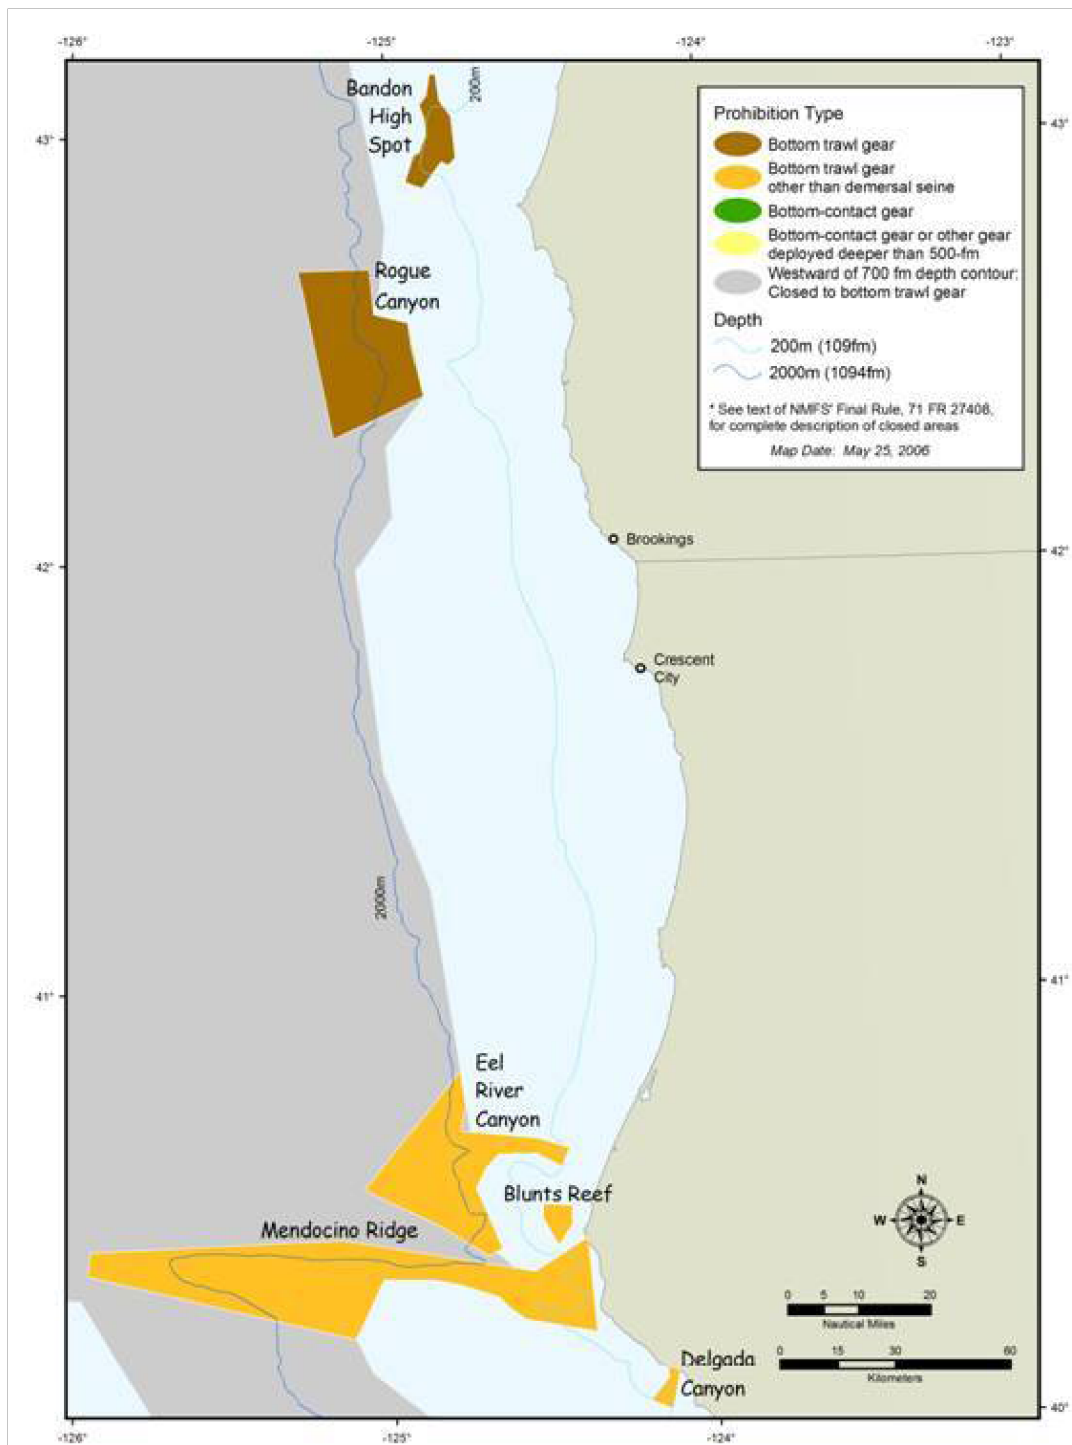 -126°
-125°
-124°
-123°
Bandon
High
Spot
200m
43°
43°
Prohibition Type
Bottom trawl gear
Bottom trawl gear
other than demersal seine
Bottom-contact gear
Bottom-contact gear or other gear
deployed deeper than 500-fm
Westward of 700 fm depth contour:
Closed to bottom trawl gear
Depth
200m (109fm)
2000m (1094fm)
* See text of NMFS' Final Rule, 71 FR 27408,
for complete description of closed areas
Map Date: May 25, 2006
Rogue
Canyon
Brookings
42°
42°
Crescent
City
2000m
41°
41°
Eel
River
Canyon
Blunts Reef
Mendocino Ridge
N
W
E
S
0 5 10 20
Nautical Miles
Delgada
Canyon
0 15 30 60
Kilometers
40°
-126°
-125°
-124°